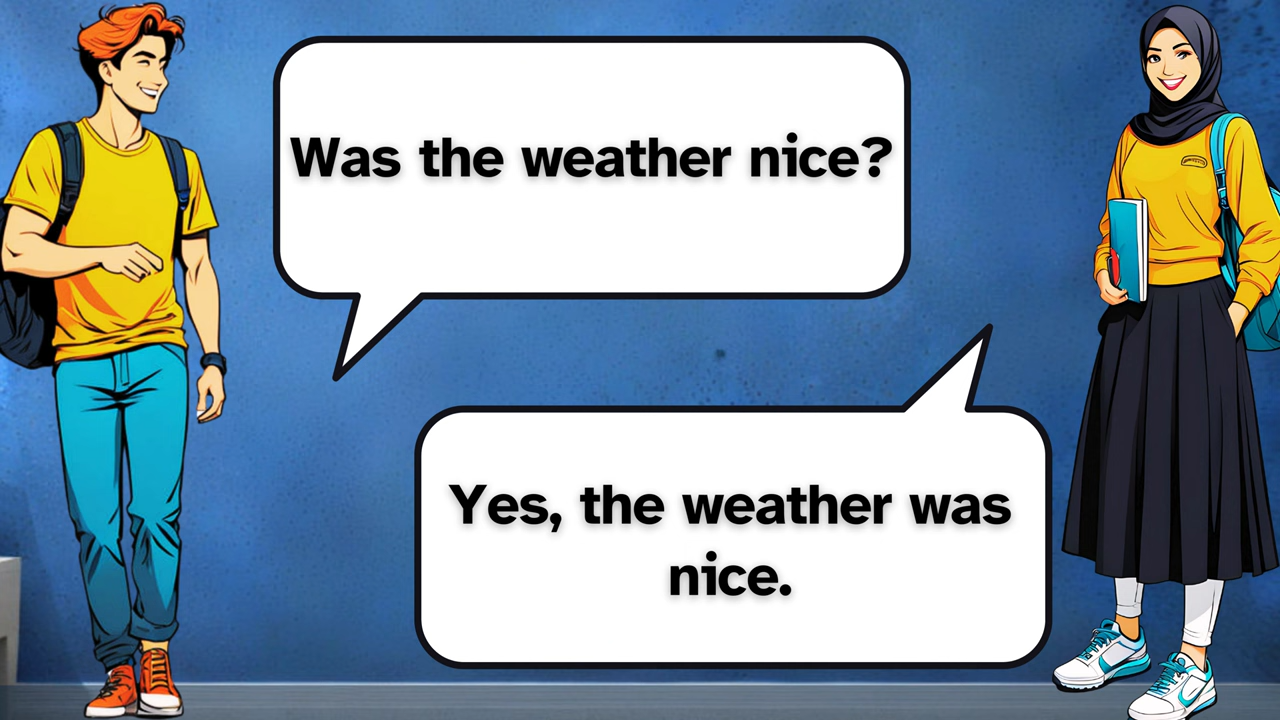 Was the weather nice?
Yes, the weather was
nice.